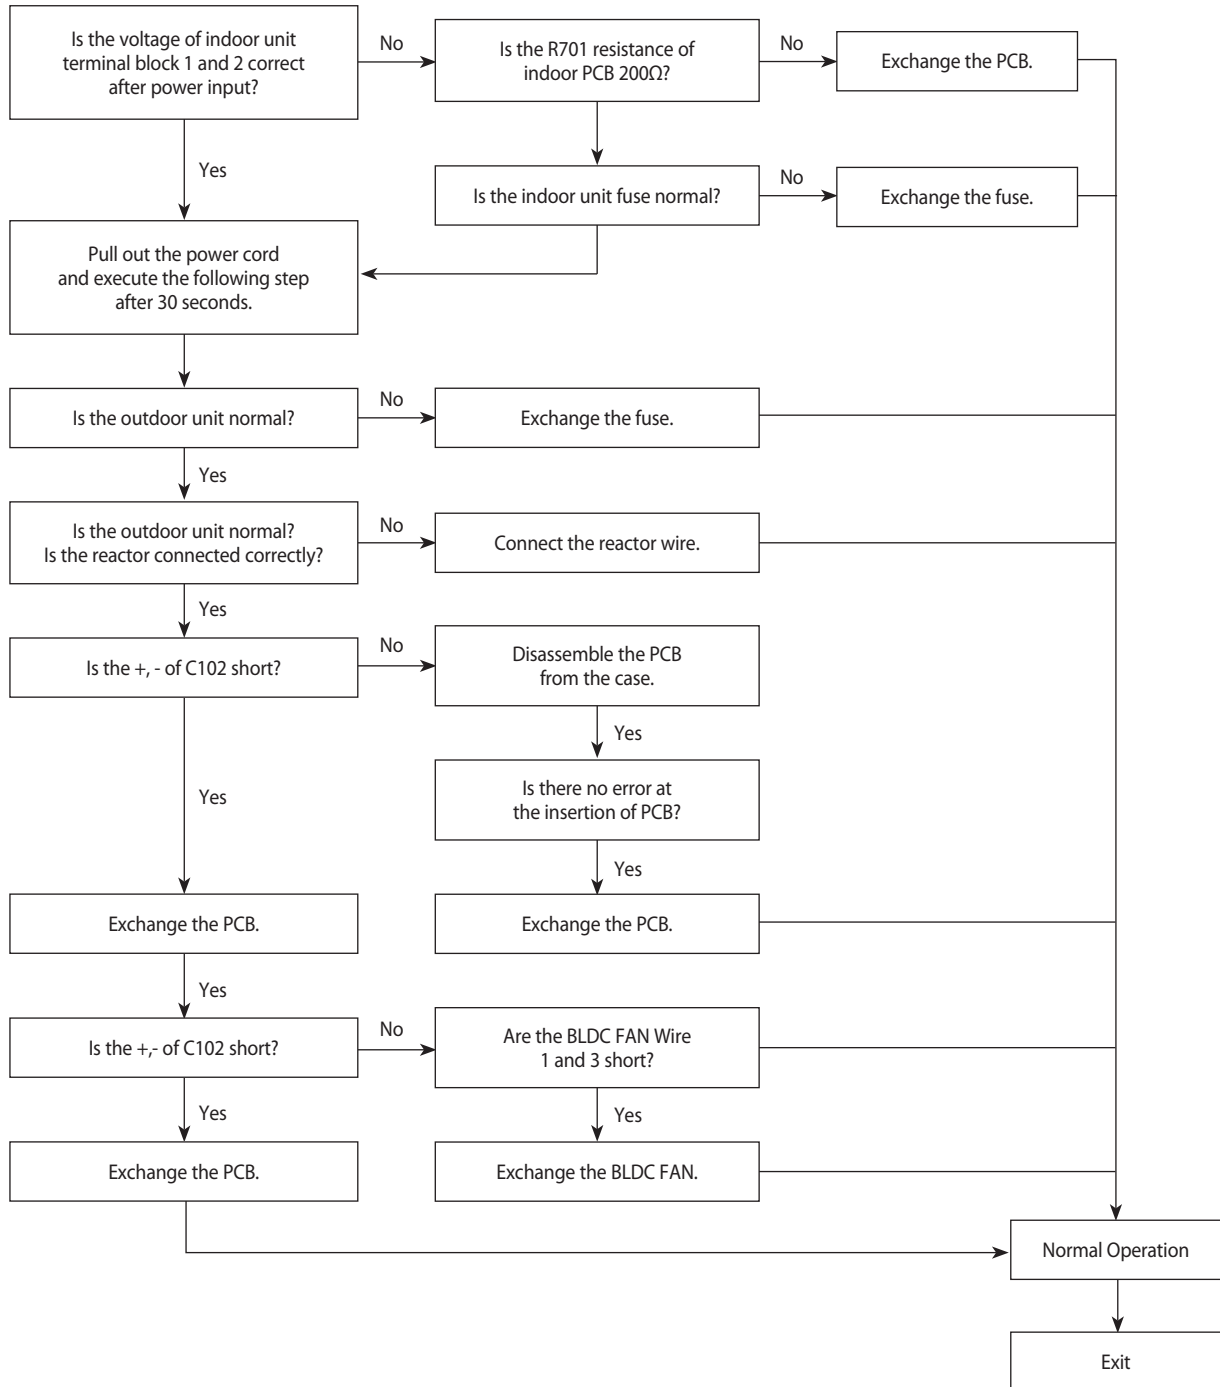 Is the voltage of indoor unit
terminal block 1 and 2 correct
after power input?
No
Is the R701 resistance of
indoor PCB 200Ω?
No
Exchange the PCB.
Yes
Is the indoor unit fuse normal?
No
Exchange the fuse.
Pull out the power cord
and execute the following step
after 30 seconds.
Is the outdoor unit normal?
No
Exchange the fuse.
Yes
Is the outdoor unit normal?
Is the reactor connected correctly?
No
Connect the reactor wire.
Yes
Is the +, - of C102 short?
No
Disassemble the PCB
from the case.
Yes
Is there no error at
the insertion of PCB?
Yes
Yes
Exchange the PCB.
Exchange the PCB.
Yes
Is the +,- of C102 short?
No
Are the BLDC FAN Wire
1 and 3 short?
Yes
Yes
Exchange the PCB.
Exchange the BLDC FAN.
Normal Operation
Exit